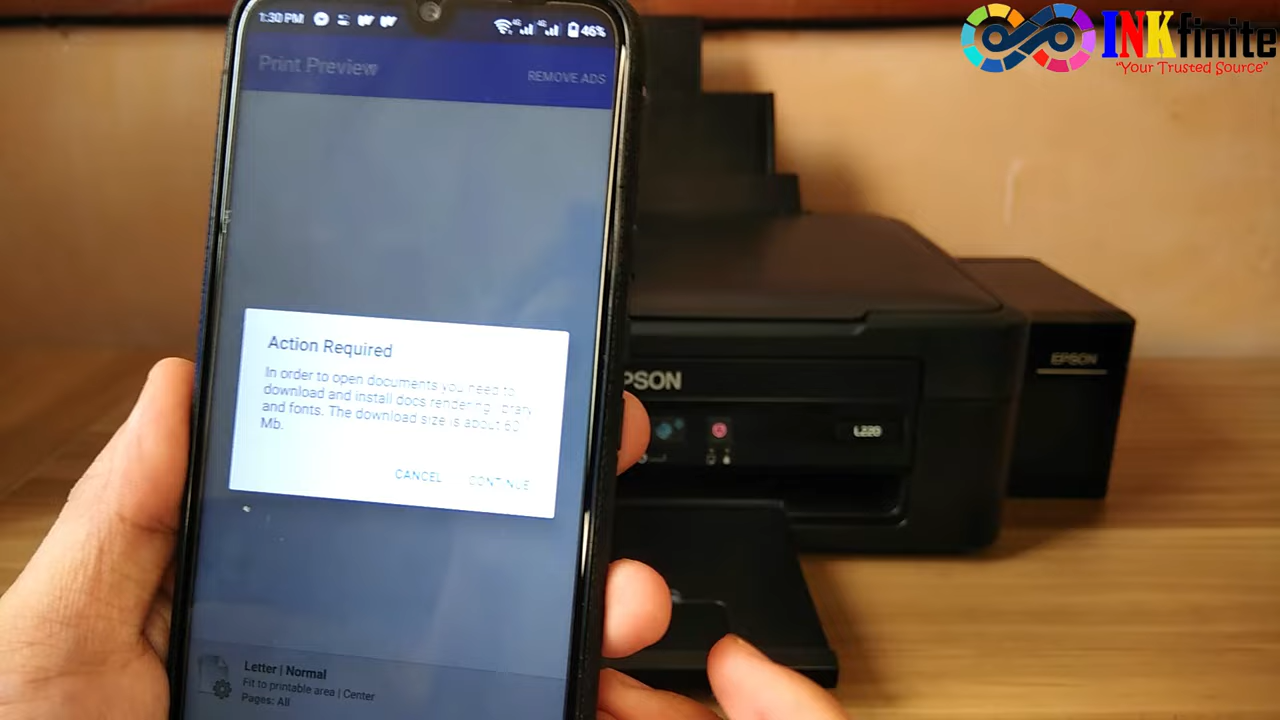 1:30 PM
46%
INKfinite
"Your Trusted Source"
Print Preview
REMOVE ADS
Action Required
In order to open documents you need to
download and install docs rendering library
and fonts. The download size is about 60
Mb.
CANCEL
CONTINUE
EPSON
EPSON
L220
Letter | Normal
Fit to printable area | Center
Pages: All